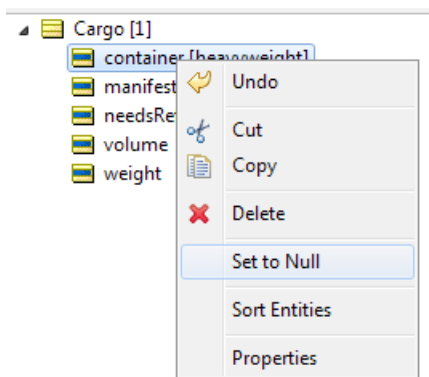 Cargo [1]
container [heavyweight]
manifest
needsRe
volume
weight
Undo
Cut
Copy
Delete
Set to Null
Sort Entities
Properties